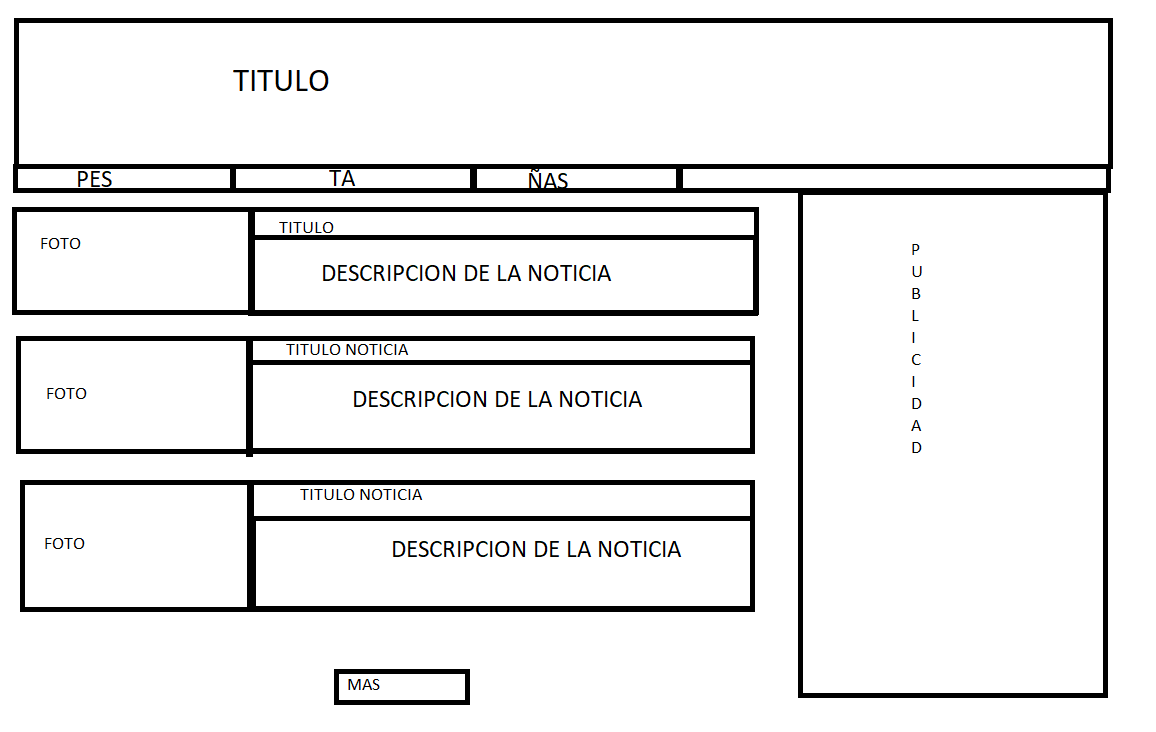 TITULO
PES
TA
ÑAS
FOTO
TITULO
DESCRIPCION DE LA NOTICIA
FOTO
TITULO NOTICIA
DESCRIPCION DE LA NOTICIA
FOTO
TITULO NOTICIA
DESCRIPCION DE LA NOTICIA
MAS
P
U
B
L
I
C
I
D
A
D